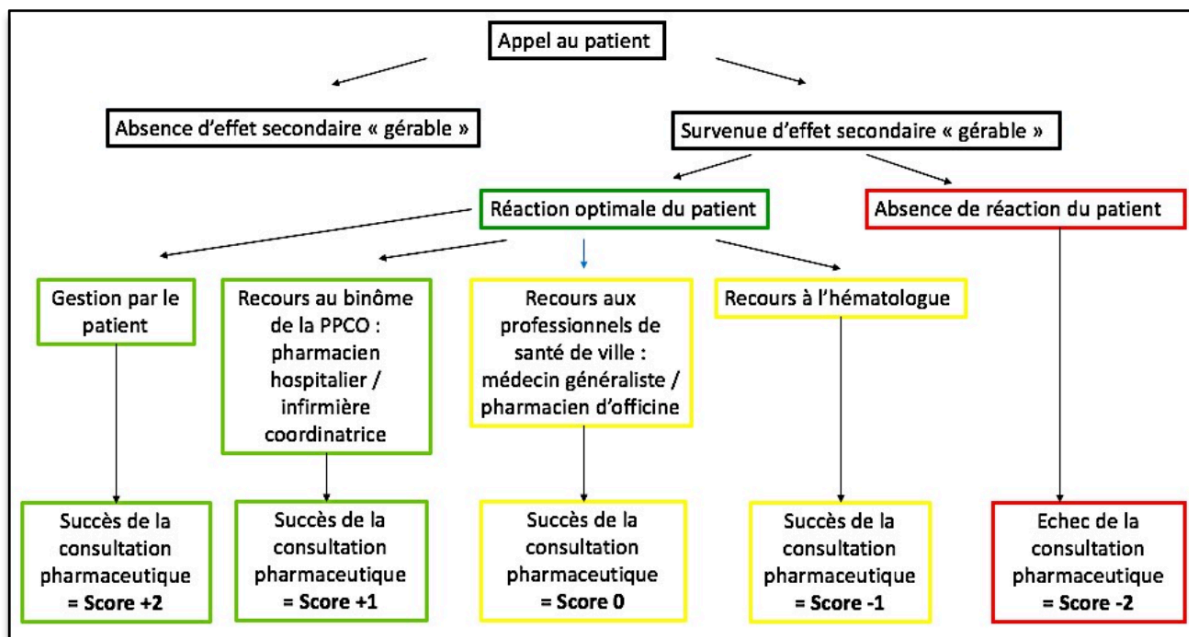 Appel au patient
Absence d'effet secondaire « gérable »
Survenue d'effet secondaire « gérable »
Réaction optimale du patient
Absence de réaction du patient
Gestion par le
patient
Recours au binôme
de la PPCO :
pharmacien
hospitalier /
infirmière
coordinatrice
Recours aux
professionnels de
santé de ville :
médecin généraliste /
pharmacien d'officine
Recours à l'hématologue
Succès de la
consultation
pharmaceutique
= Score +2
Succès de la
consultation
pharmaceutique
= Score +1
Succès de la
consultation
pharmaceutique
= Score 0
Succès de la
consultation
pharmaceutique
= Score -1
Echec de la
consultation
pharmaceutique
= Score -2